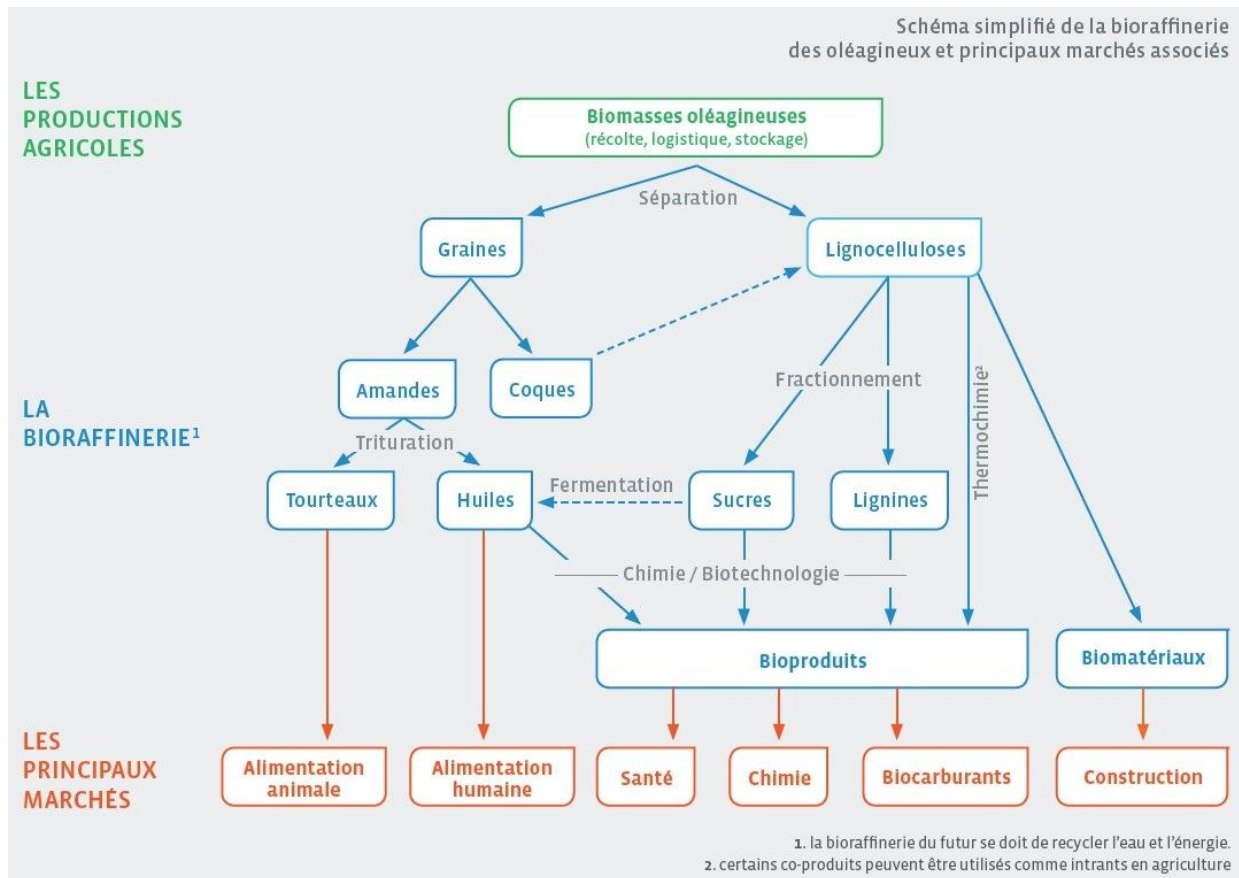 Schéma simplifié de la bioraffinerie
des oléagineux et principaux marchés associés
LES
PRODUCTIONS
AGRICOLES
Biomasses oléagineuses
(récolte, logistique, stockage)
Séparation
Graines
Lignocelluloses
Amandes
Coques
Fractionnement
Thermochimie²
LA
BIORAFFINERIE¹
Trituration
Tourteaux
Huiles
Fermentation
Sucres
Lignines
Chimie / Biotechnologie
Bioproduits
Biomatériaux
LES
PRINCIPAUX
MARCHÉS
Alimentation
animale
Alimentation
humaine
Santé
Chimie
Biocarburants
Construction
1. la bioraffinerie du futur se doit de recycler l'eau et l'énergie.
2. certains co-produits peuvent être utilisés comme intrants en agriculture